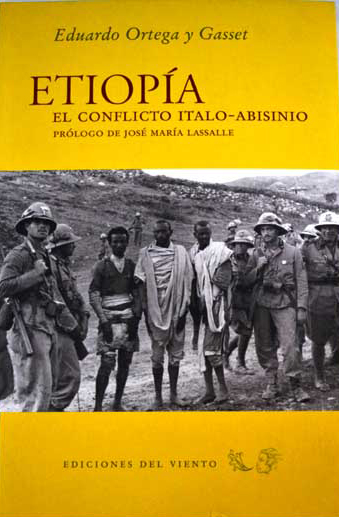 Eduardo Ortega y Gasset
ETIOPÍA
EL CONFLICTO ITALO-ABISINIO
PRÓLOGO DE JOSÉ MARÍA LASSALLE
EDICIONES DEL VIENTO